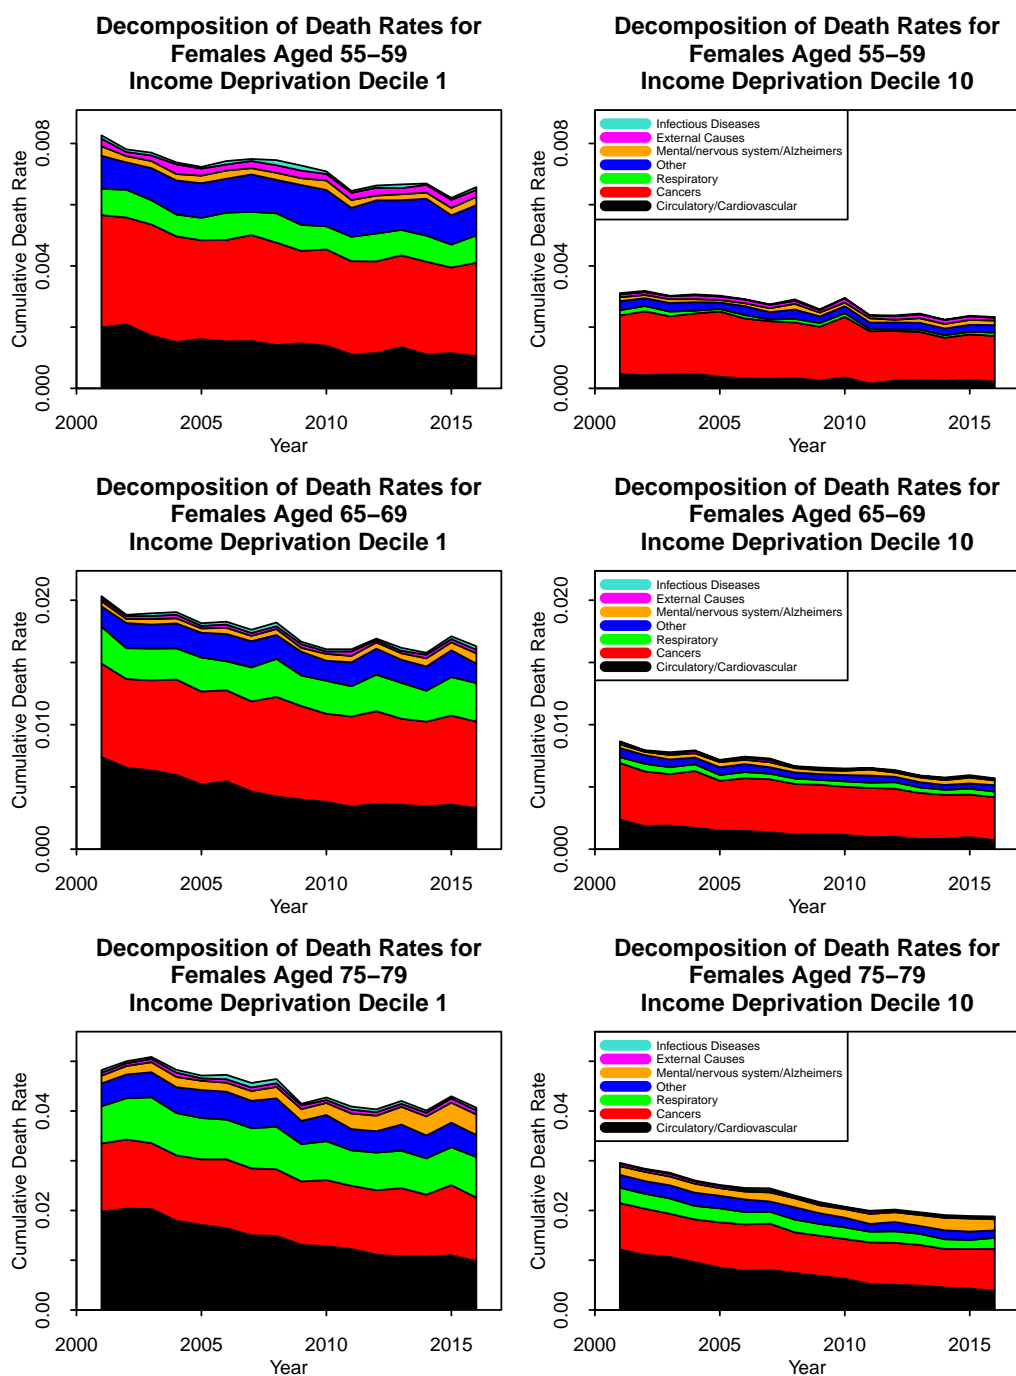 Decomposition of Death Rates for
Females Aged 55−59
Income Deprivation Decile 1
Cumulative Death Rate
0.000
0.004
0.008
2000
2005
2010
2015
Year
Decomposition of Death Rates for
Females Aged 55−59
Income Deprivation Decile 10
Cumulative Death Rate
0.000
0.004
0.008
Infectious Diseases
External Causes
Mental/nervous system/Alzheimers
Other
Respiratory
Cancers
Circulatory/Cardiovascular
2000
2005
2010
2015
Year
Decomposition of Death Rates for
Females Aged 65−69
Income Deprivation Decile 1
Cumulative Death Rate
0.000
0.010
0.020
2000
2005
2010
2015
Year
Decomposition of Death Rates for
Females Aged 65−69
Income Deprivation Decile 10
Cumulative Death Rate
0.000
0.010
0.020
Infectious Diseases
External Causes
Mental/nervous system/Alzheimers
Other
Respiratory
Cancers
Circulatory/Cardiovascular
2000
2005
2010
2015
Year
Decomposition of Death Rates for
Females Aged 75−79
Income Deprivation Decile 1
Cumulative Death Rate
0.00
0.02
0.04
2000
2005
2010
2015
Year
Decomposition of Death Rates for
Females Aged 75−79
Income Deprivation Decile 10
Cumulative Death Rate
0.00
0.02
0.04
Infectious Diseases
External Causes
Mental/nervous system/Alzheimers
Other
Respiratory
Cancers
Circulatory/Cardiovascular
2000
2005
2010
2015
Year